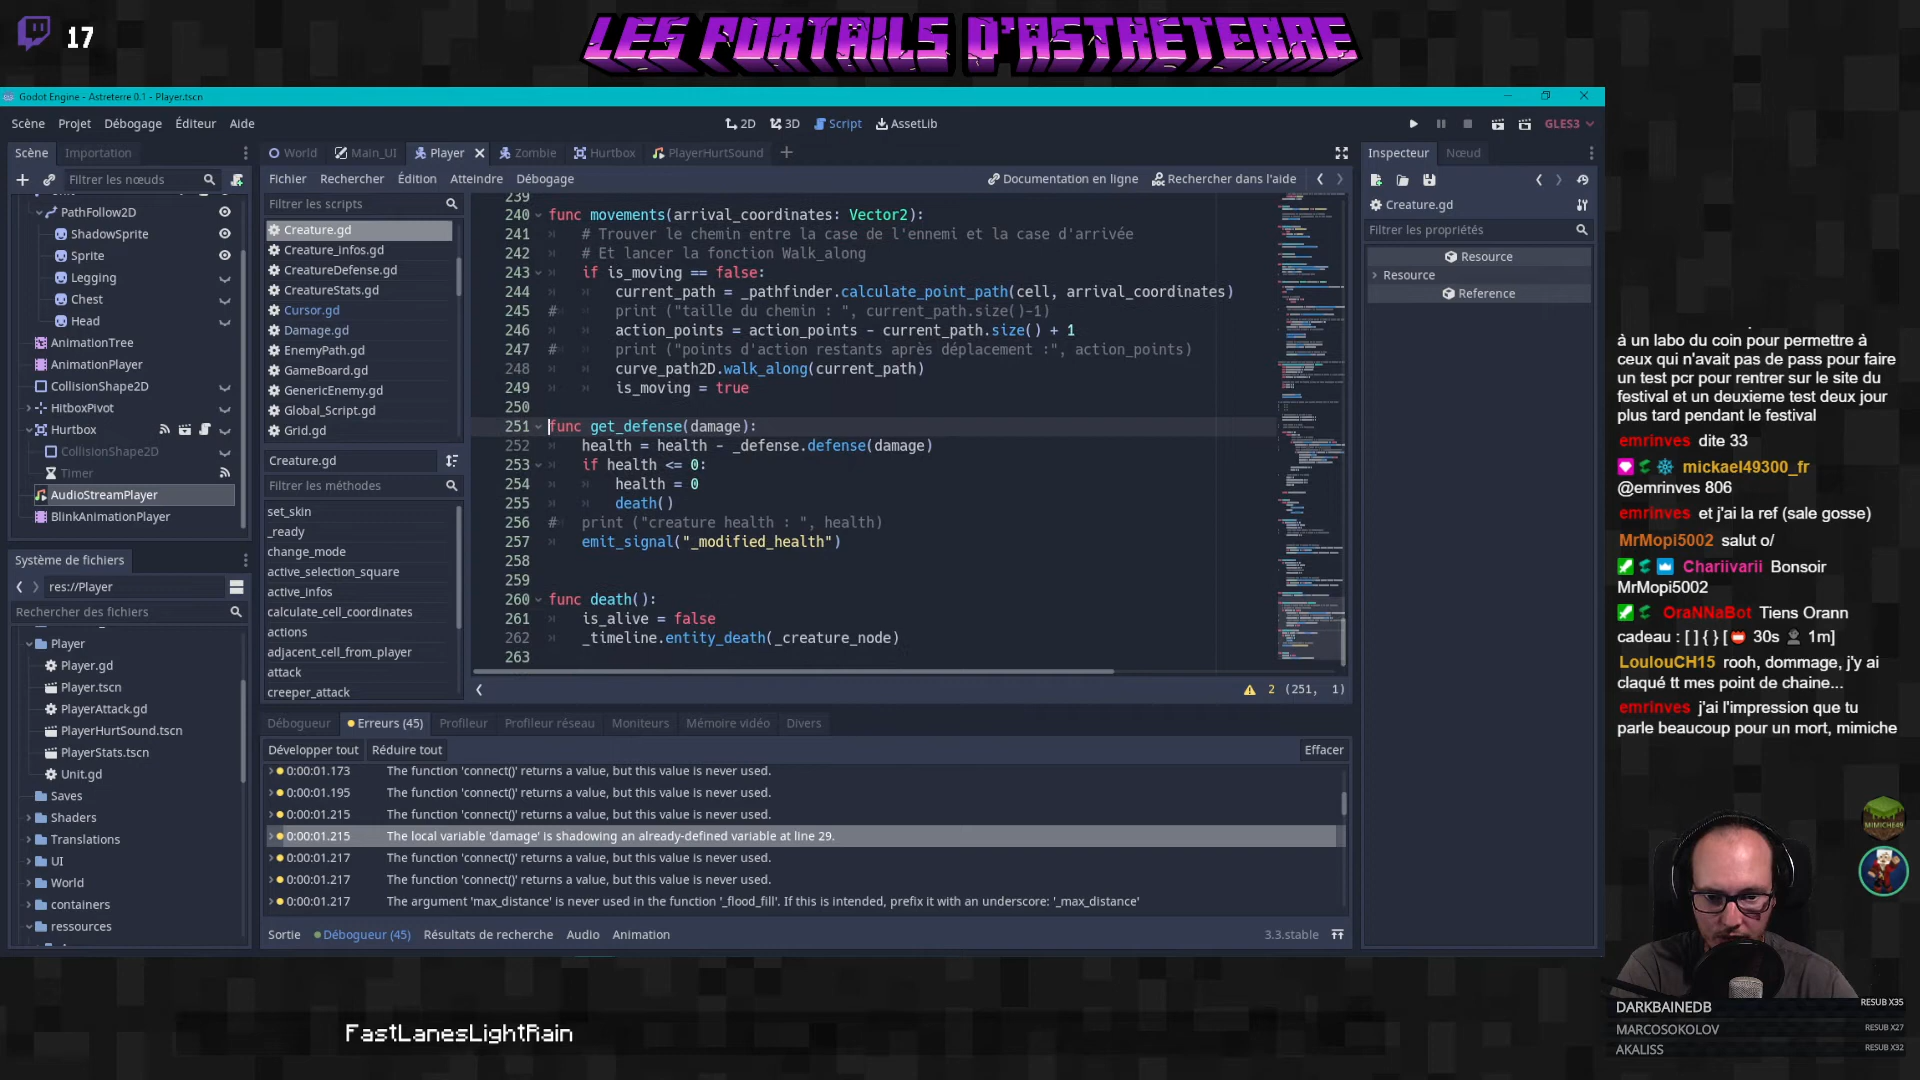 17
LES PORTAILS D'ASTRETERRE
Godot Engine - Astreterre 0.1 - Player.tscn
Scène Projet Débogage Éditeur Aide
2D 3D Script AssetLib
GLES3
Scène Importation
Filtrer les nœuds
PathFollow2D
ShadowSprite
Sprite
Legging
Chest
Head
AnimationTree
AnimationPlayer
CollisionShape2D
HitboxPivot
Hurtbox
CollisionShape2D
Timer
AudioStreamPlayer
BlinkAnimationPlayer
Système de fichiers
res://Player
Rechercher des fichiers
Player
Player.gd
Player.tscn
PlayerAttack.gd
PlayerHurtSound.tscn
PlayerStats.tscn
Unit.gd
Saves
Shaders
Translations
UI
World
containers
ressources
World Main_UI Player Zombie Hurtbox PlayerHurtSound
Fichier Rechercher Édition Atteindre Débogage
Documentation en ligne Rechercher dans l'aide
Filtrer les scripts
Creature.gd
Creature_infos.gd
CreatureDefense.gd
CreatureStats.gd
Cursor.gd
Damage.gd
EnemyPath.gd
GameBoard.gd
GenericEnemy.gd
Global_Script.gd
Grid.gd
Creature.gd
Filtrer les méthodes
set_skin
_ready
change_mode
active_selection_square
active_infos
calculate_cell_coordinates
actions
adjacent_cell_from_player
attack
creeper_attack
239
240 func movements(arrival_coordinates: Vector2):
241 # Trouver le chemin entre la case de l'ennemi et la case d'arrivée
242 # Et lancer la fonction Walk_along
243 if is_moving == false:
244 current_path = _pathfinder.calculate_point_path(cell, arrival_coordinates)
245 # print ("taille du chemin : ", current_path.size()-1)
246 action_points = action_points - current_path.size() + 1
247 # print ("points d'action restants après déplacement :", action_points)
248 curve_path2D.walk_along(current_path)
249 is_moving = true
250
251 func get_defense(damage):
252 health = health - _defense.defense(damage)
253 if health <= 0:
254 health = 0
255 death()
256 # print ("creature health : ", health)
257 emit_signal("_modified_health")
258
259
260 func death():
261 is_alive = false
262 _timeline.entity_death(_creature_node)
263
2 (251, 1)
Débogueur Erreurs (45) Profileur Profileur réseau Moniteurs Mémoire vidéo Divers
Développer tout Réduire tout Effacer
0:00:01.173 The function 'connect()' returns a value, but this value is never used.
0:00:01.195 The function 'connect()' returns a value, but this value is never used.
0:00:01.215 The function 'connect()' returns a value, but this value is never used.
0:00:01.215 The local variable 'damage' is shadowing an already-defined variable at line 29.
0:00:01.217 The function 'connect()' returns a value, but this value is never used.
0:00:01.217 The function 'connect()' returns a value, but this value is never used.
0:00:01.217 The argument 'max_distance' is never used in the function '_flood_fill'. If this is intended, prefix it with an underscore: '_max_distance'
Sortie Débogueur (45) Résultats de recherche Audio Animation 3.3.stable
Inspecteur Nœud
Creature.gd
Filtrer les propriétés
Resource
Resource
Reference
à un labo du coin pour permettre à
ceux qui n'avait pas de pass pour faire
un test pcr pour rentrer sur le site du
festival et un deuxieme test deux jour
plus tard pendant le festival
emrinves dite 33
mickael49300_fr
@emrinves 806
emrinves et j'ai la ref (sale gosse)
MrMopi5002 salut o/
Chariivarii Bonsoir
MrMopi5002
OraNNaBot Tiens Orann
cadeau : [ ] { } [ 30s 1m]
LoulouCH15 rooh, dommage, j'y ai
claqué tt mes point de chaine...
emrinves j'ai l'impression que tu
parle beaucoup pour un mort, mimiche
MIMICHE49
DARKBAINEDB RESUB X35
MARCOSOKOLOV RESUB X27
AKALISS RESUB X32
FastLanesLightRain